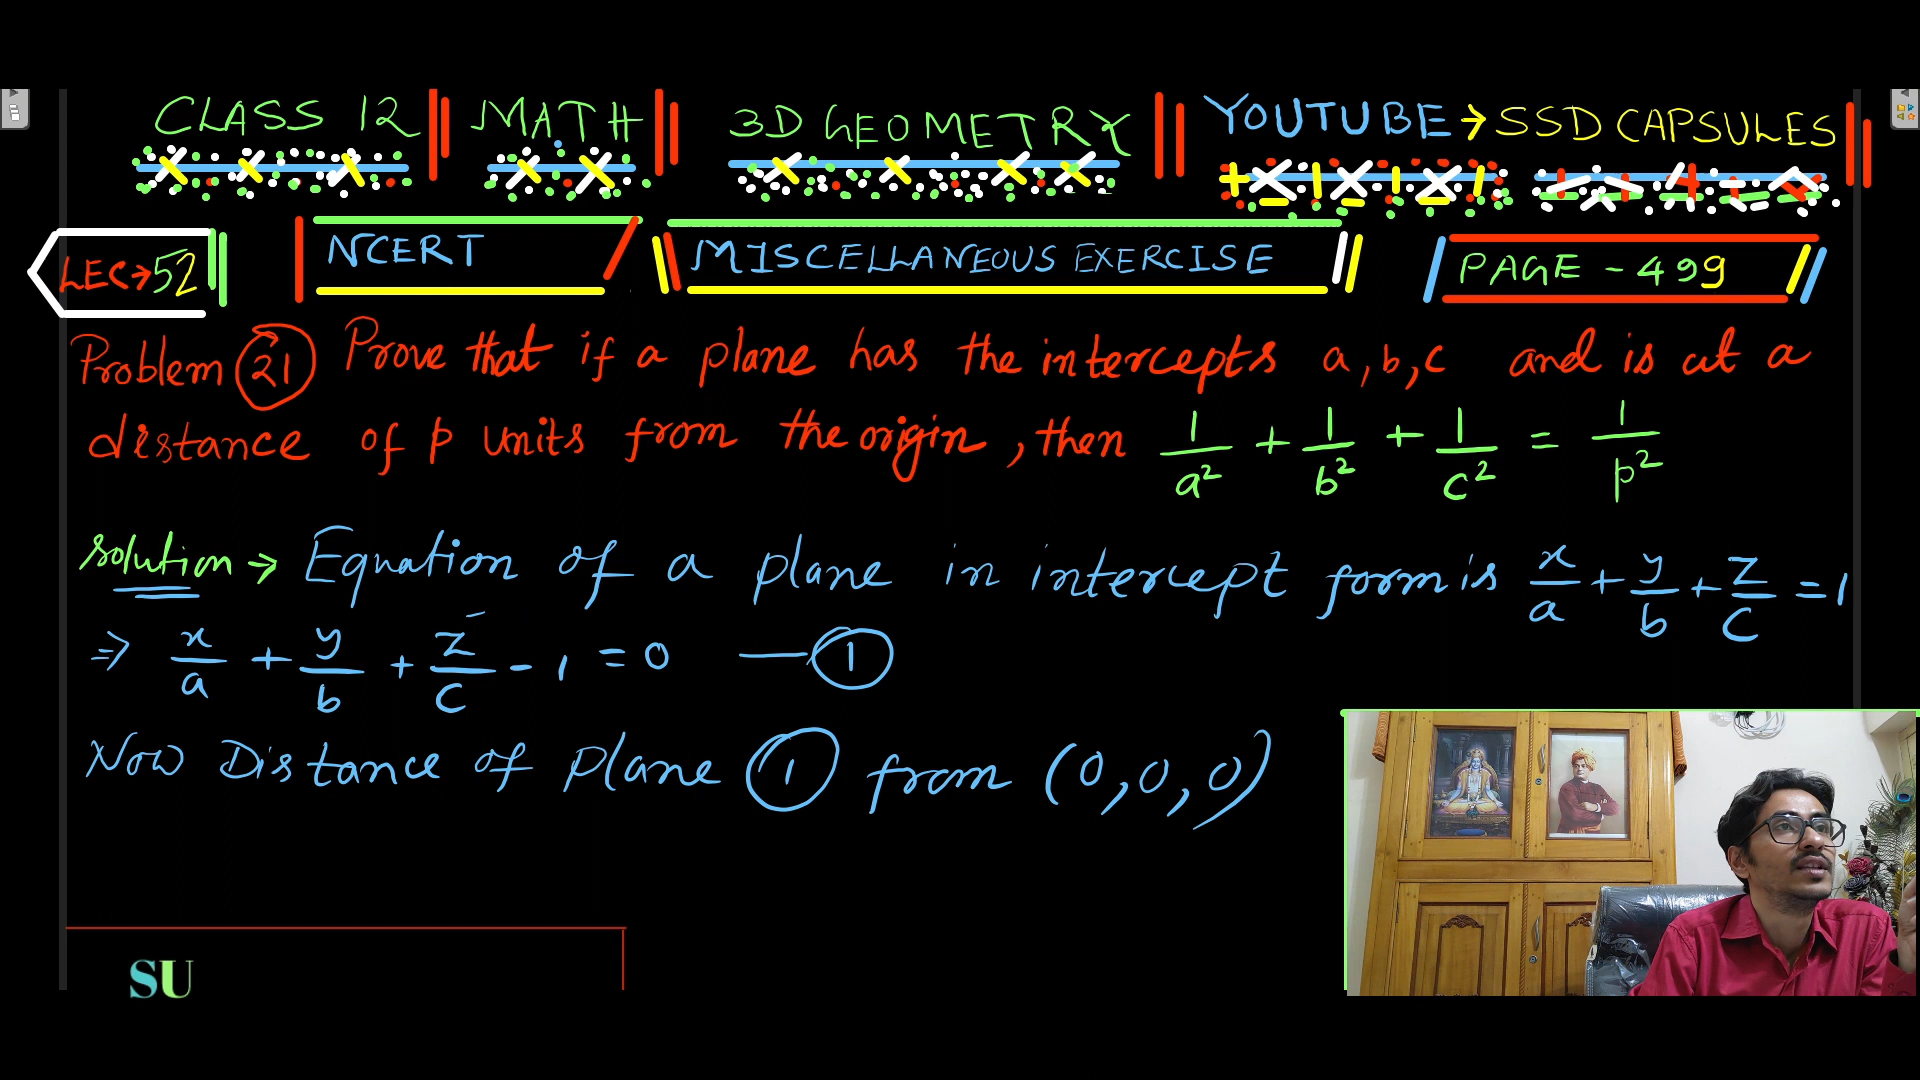 CLASS 12 || MATH || 3D GEOMETRY || YOUTUBE → SSD CAPSULES ||
LEC→52 NCERT MISCELLANEOUS EXERCISE PAGE - 499
Problem 21 Prove that if a plane has the intercepts a, b, c and is at a
distance of p units from the origin, then 1/a² + 1/b² + 1/c² = 1/p²
solution → Equation of a plane in intercept form is x/a + y/b + z/c = 1
⇒ x/a + y/b + z/c - 1 = 0 — ①
Now Distance of plane ① from (0,0,0)
SU